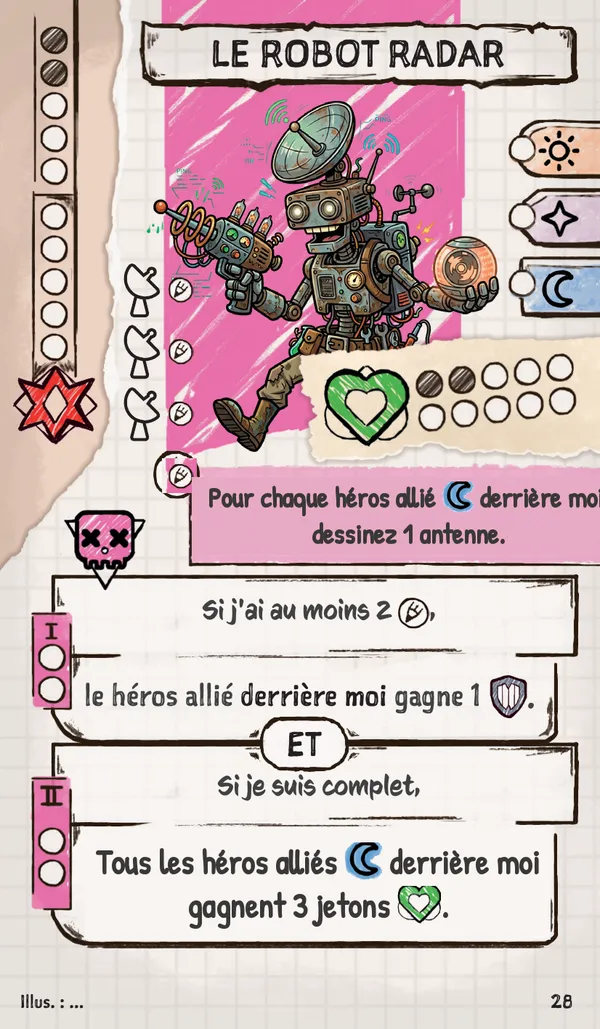 LE ROBOT RADAR
Pour chaque héros allié derrière moi
dessinez 1 antenne.
Si j'ai au moins 2 ,
I
le héros allié derrière moi gagne 1 .
ET
Si je suis complet,
II
Tous les héros alliés derrière moi
gagnent 3 jetons .
Illus. : ...
28